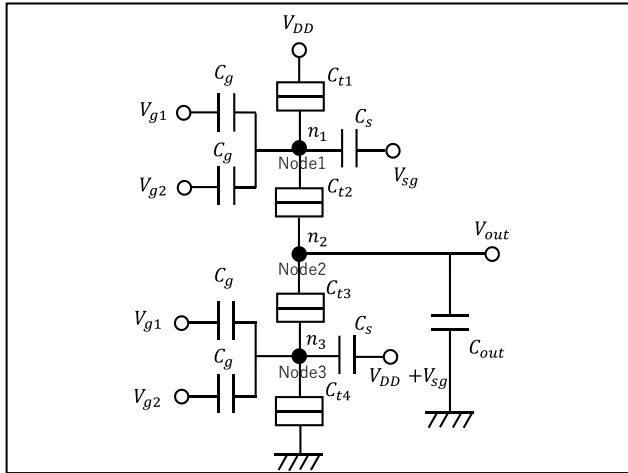 V_DD
C_g
C_t1
V_g1
C_s
n_1
Node1
C_g
V_sg
V_g2
C_t2
n_2
V_out
Node2
C_g
C_t3
V_g1
n_3
C_s
C_out
C_g
Node3
V_DD + V_sg
V_g2
C_t4